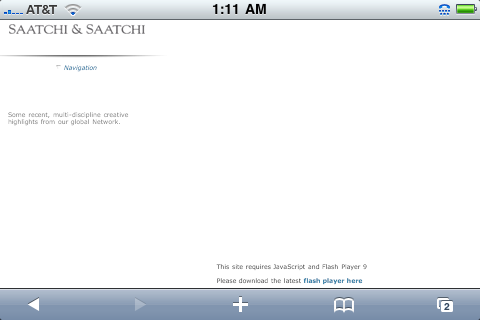 AT&T 1:11 AM
SAATCHI & SAATCHI
Navigation
Some recent, multi-discipline creative
highlights from our global Network.
This site requires JavaScript and Flash Player 9
Please download the latest flash player here
2